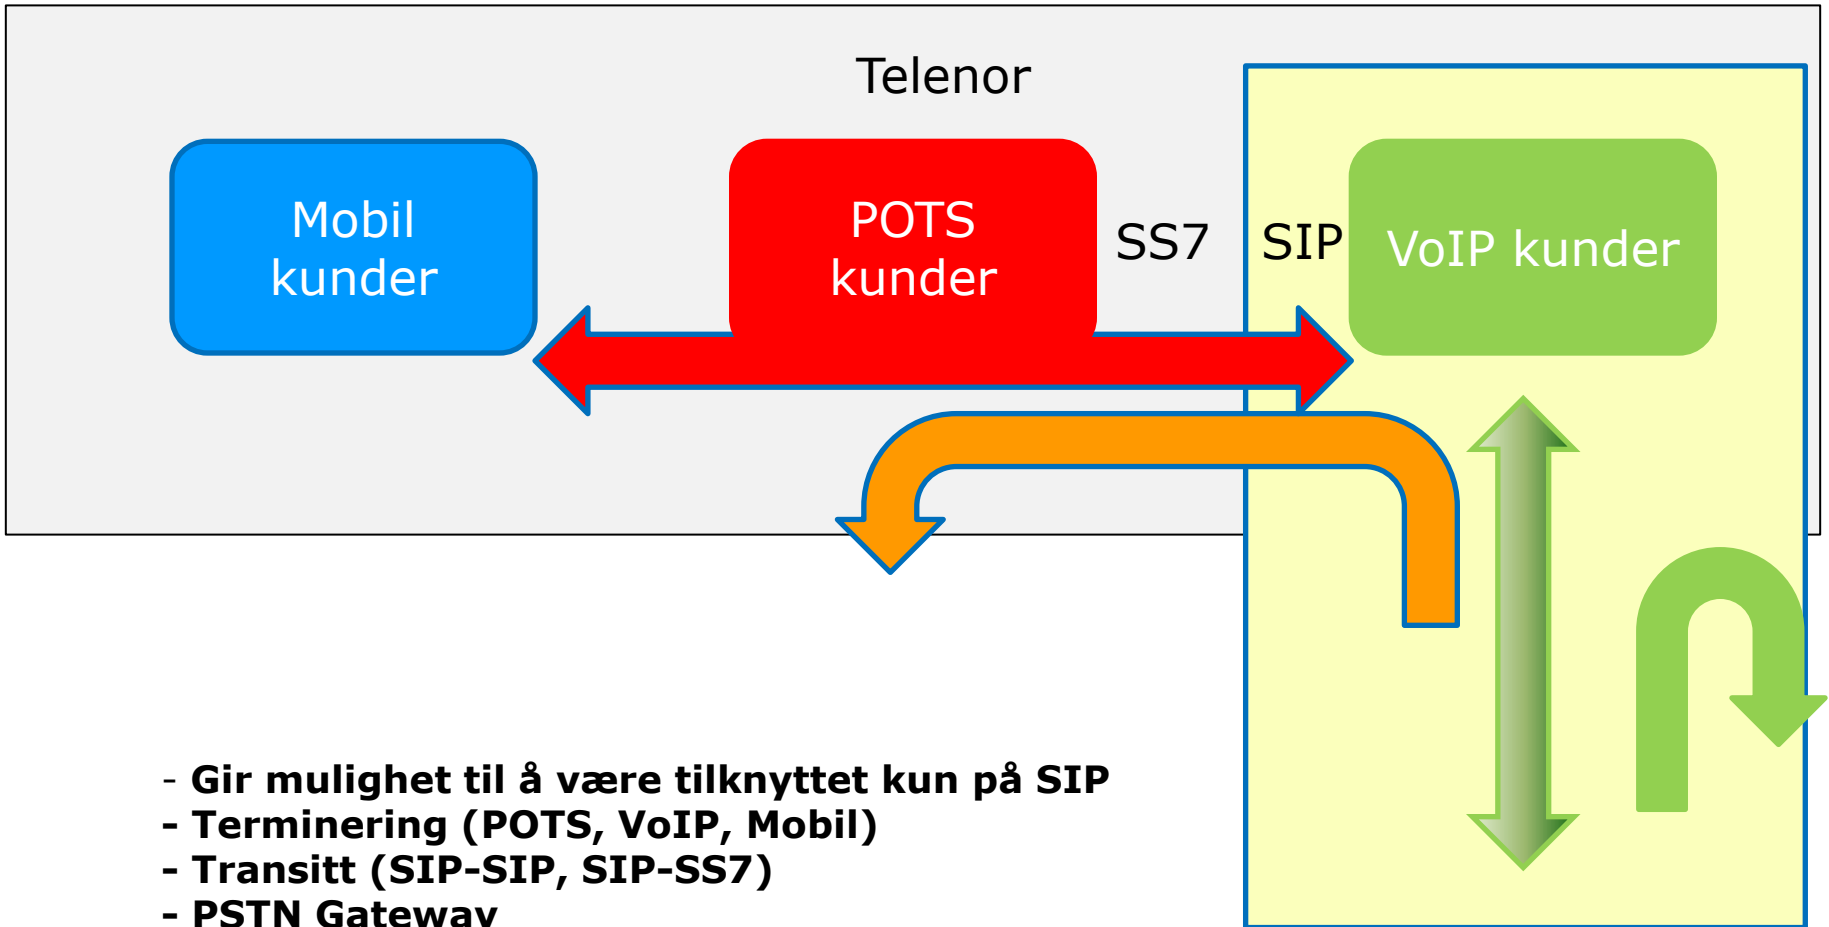 Telenor
Mobil
kunder
POTS
kunder
SS7
SIP
VoIP kunder
- Gir mulighet til å være tilknyttet kun på SIP
- Terminering (POTS, VoIP, Mobil)
- Transitt (SIP-SIP, SIP-SS7)
- PSTN Gateway